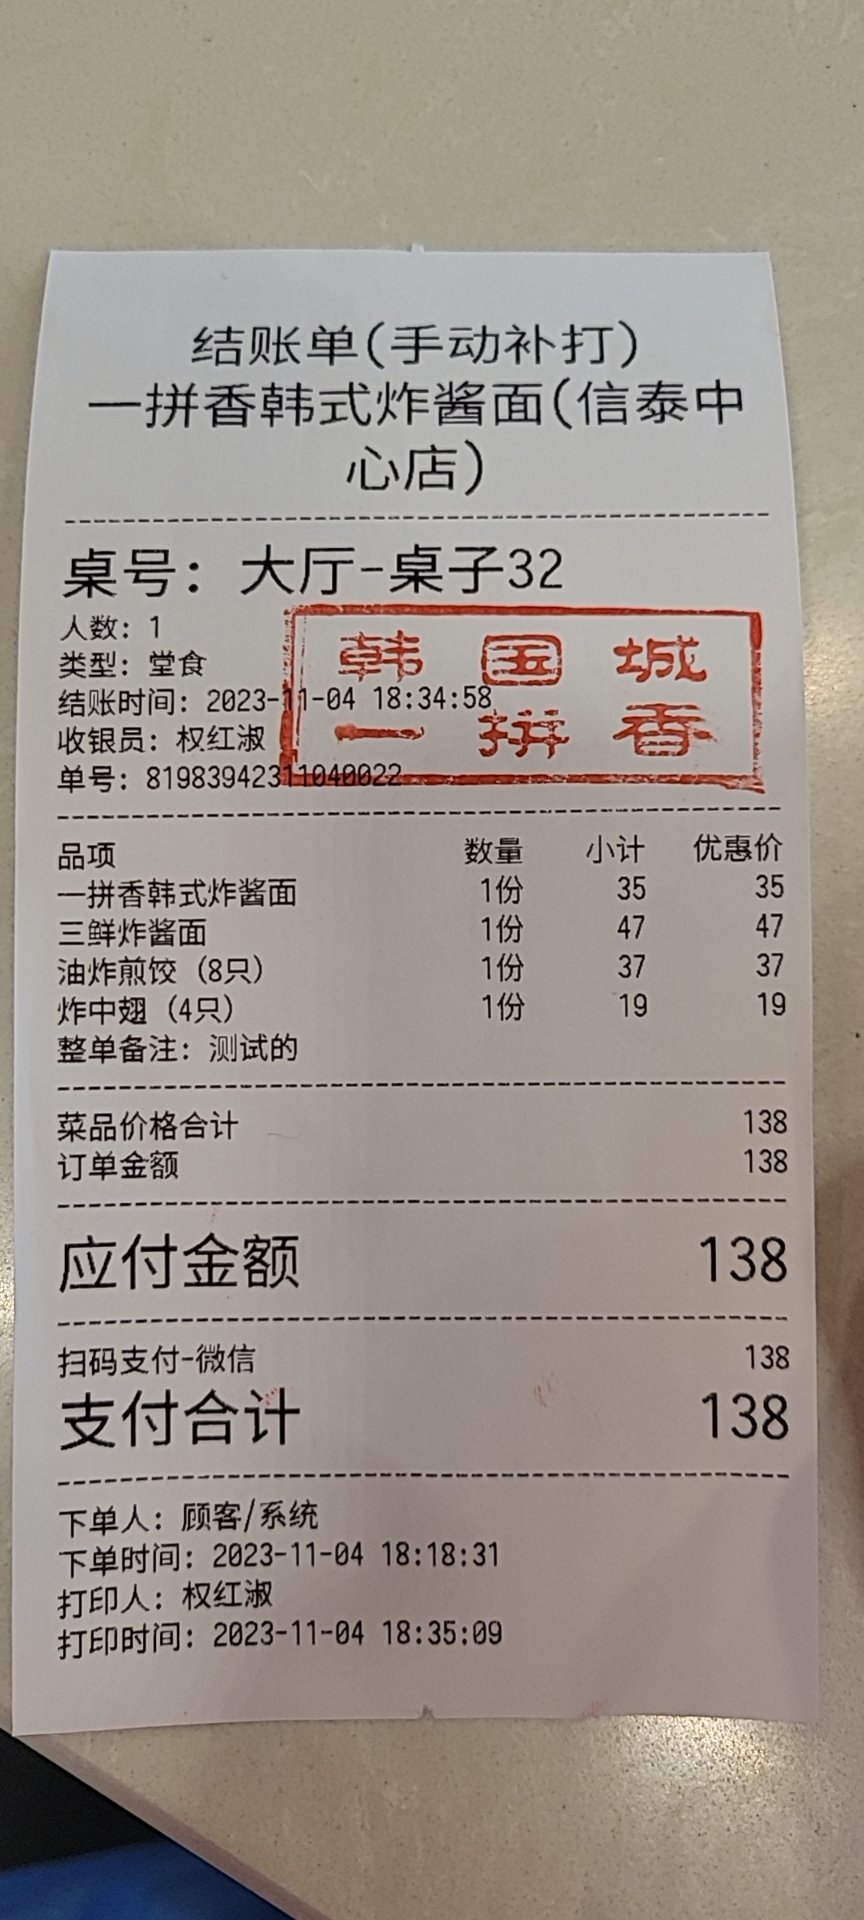 结账单(手动补打)
一拼香韩式炸酱面(信泰中
心店)
桌号: 大厅-桌子32
人数: 1
类型: 堂食
结账时间: 2023-11-04 18:34:58
收银员: 权红淑
单号: 81983942311040022
韩国城
一拼香
品项 数量 小计 优惠价
一拼香韩式炸酱面 1份 35 35
三鲜炸酱面 1份 47 47
油炸煎饺 (8只) 1份 37 37
炸中翅 (4只) 1份 19 19
整单备注: 测试的
菜品价格合计 138
订单金额 138
应付金额 138
扫码支付-微信 138
支付合计 138
下单人: 顾客/系统
下单时间: 2023-11-04 18:18:31
打印人: 权红淑
打印时间: 2023-11-04 18:35:09